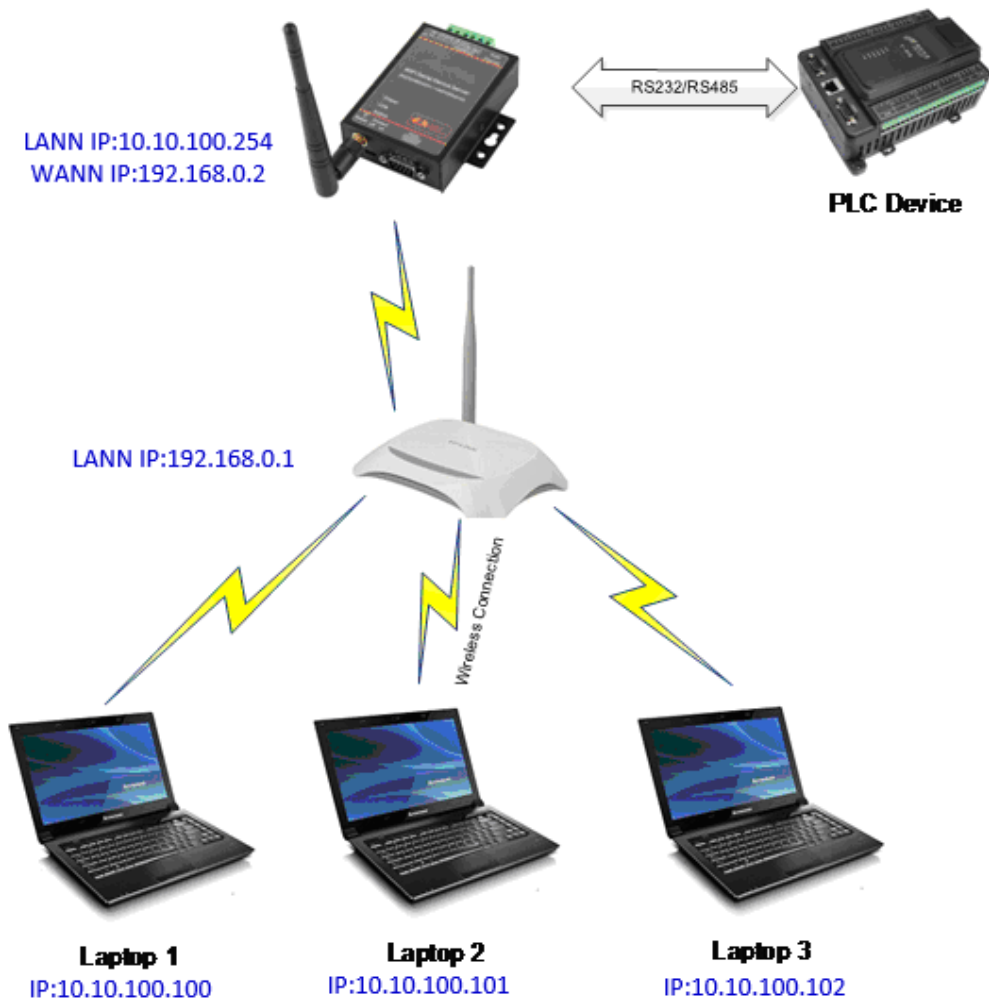 RS232/RS485
LANN IP:10.10.100.254
WANN IP:192.168.0.2
PLC Device
LANN IP:192.168.0.1
Wireless Connection
Laptop 1
IP:10.10.100.100
Laptop 2
IP:10.10.100.101
Laptop 3
IP:10.10.100.102